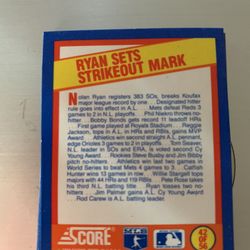 RYAN SETS
STRIKEOUT MARK
Nolan Ryan registers 383 SOs, breaks Koufax
major league record by one. Designated hitter
rule goes into effect in A.L. Mets defeat Reds 3
games to 2 in N.L. playoffs. Phil Niekro throws no-
hitter. Bobby Bonds gets record 11 leadoff HRs.
First game played at Royals Stadium. Reggie
Jackson, tops in A.L. in HRs and RBIs, gains MVP
award. Athletics win second straight A.L. pennant,
edge Orioles 3 games to 2 in playoffs. Tom Seaver,
N.L. leader in SOs and ERA, is voted second Cy
Young Award. Rookies Steve Busby and Jim Bibby
pitch no-hitters. Athletics win last two games in
World Series to beat Mets 4 games to 3. Catfish
Hunter wins 13 games in row. Willie Stargell tops
majors with 44 HRs and 119 RBIs. Pete Rose takes
his third N.L. batting title. Ryan tosses two no-
hitters. Jim Palmer gains A.L. Cy Young Award.
Rod Carew is A.L. batting leader.
SCORE
42
OF 56